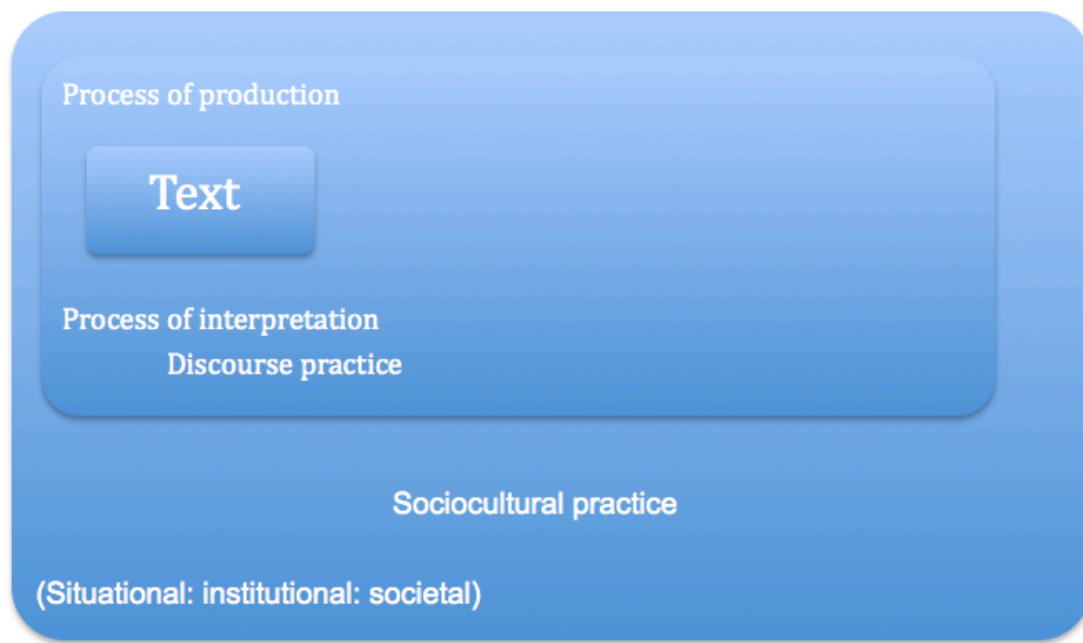 Process of production
Text
Process of interpretation
Discourse practice
Sociocultural practice
(Situational: institutional: societal)